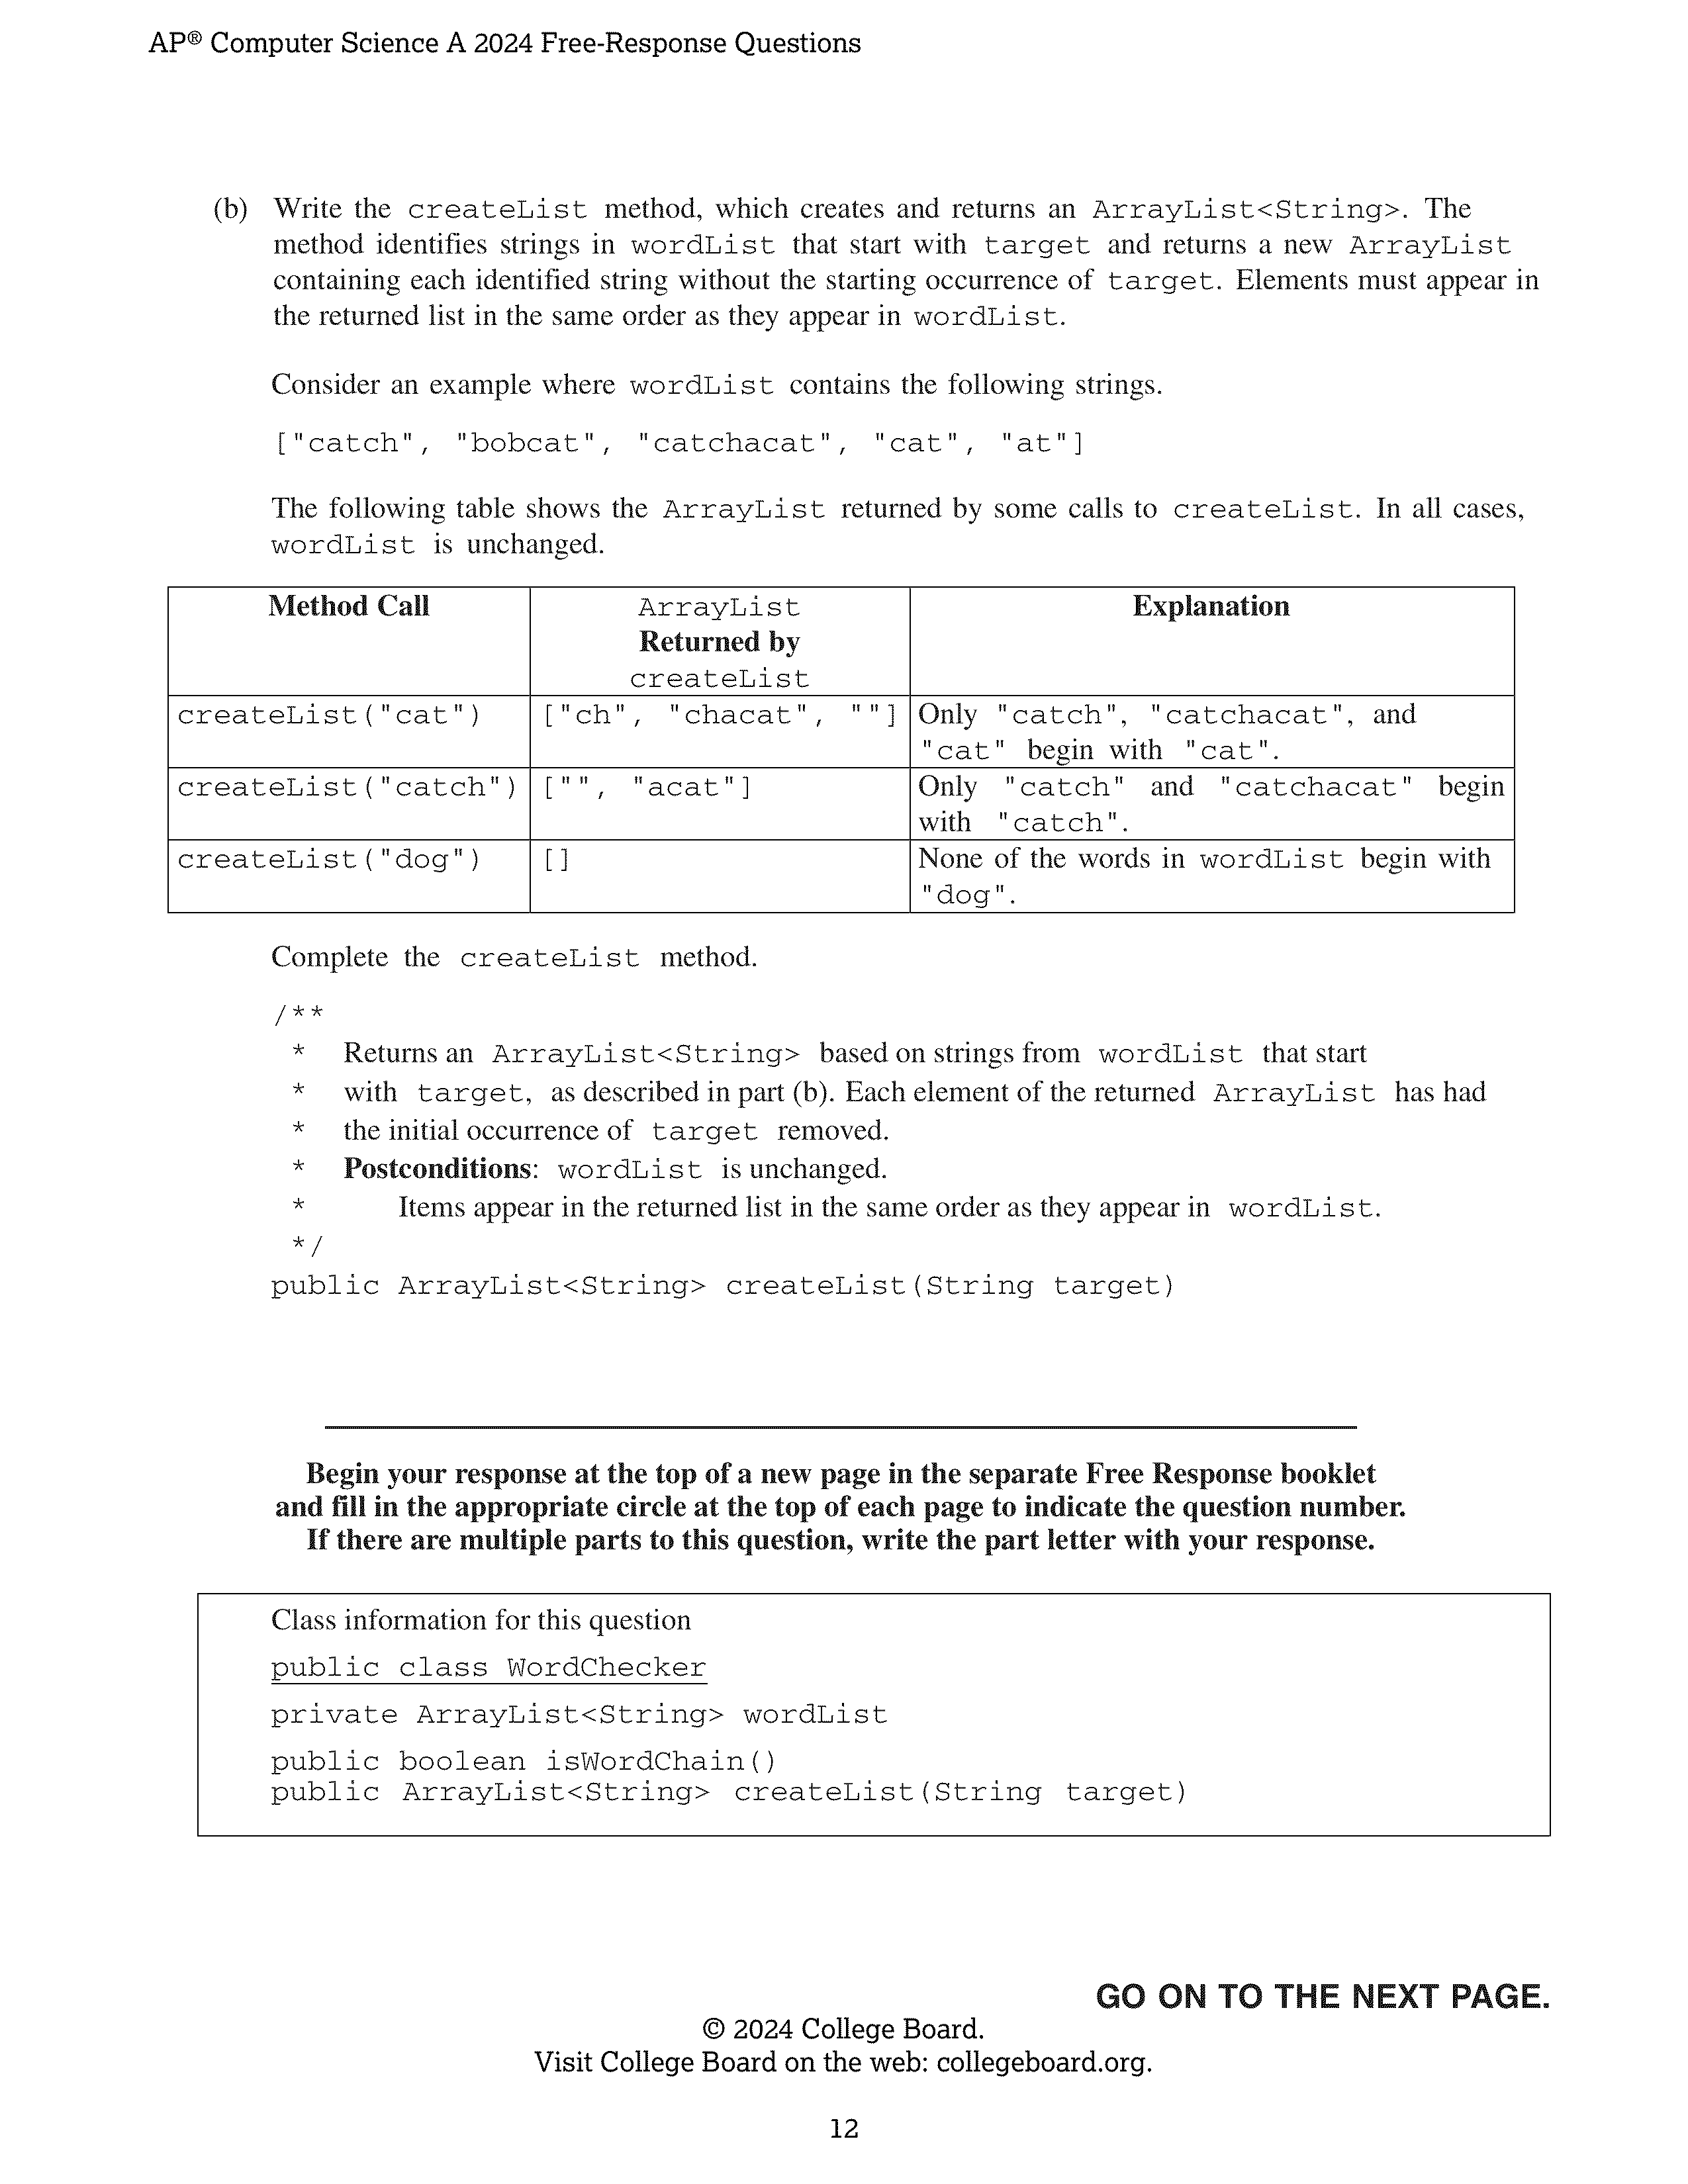 AP® Computer Science A 2024 Free-Response Questions
(b) Write the createList method, which creates and returns an ArrayList<String>. The
method identifies strings in wordList that start with target and returns a new ArrayList
containing each identified string without the starting occurrence of target. Elements must appear in
the returned list in the same order as they appear in wordList.
Consider an example where wordList contains the following strings.
["catch", "bobcat", "catchacat", "cat", "at"]
The following table shows the ArrayList returned by some calls to createList. In all cases,
wordList is unchanged.
Method Call
ArrayList
Returned by
createList
Explanation
createList("cat")
["ch", "chacat", ""]
Only "catch", "catchacat", and
"cat" begin with "cat".
createList("catch")
["", "acat"]
Only "catch" and "catchacat" begin
with "catch".
createList("dog")
[]
None of the words in wordList begin with
"dog".
Complete the createList method.
/**
* Returns an ArrayList<String> based on strings from wordList that start
* with target, as described in part (b). Each element of the returned ArrayList has had
* the initial occurrence of target removed.
* Postconditions: wordList is unchanged.
* Items appear in the returned list in the same order as they appear in wordList.
*/
public ArrayList<String> createList(String target)
Begin your response at the top of a new page in the separate Free Response booklet
and fill in the appropriate circle at the top of each page to indicate the question number.
If there are multiple parts to this question, write the part letter with your response.
Class information for this question
public class WordChecker
private ArrayList<String> wordList
public boolean isWordChain()
public ArrayList<String> createList(String target)
GO ON TO THE NEXT PAGE.
© 2024 College Board.
Visit College Board on the web: collegeboard.org.
12